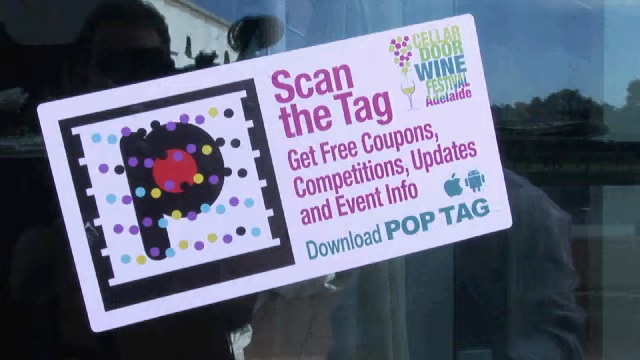 CELLAR
DOOR
WINE
FESTIVAL
Adelaide
Scan
the Tag
Get Free Coupons,
Competitions, Updates
and Event Info
Download POP TAG
P